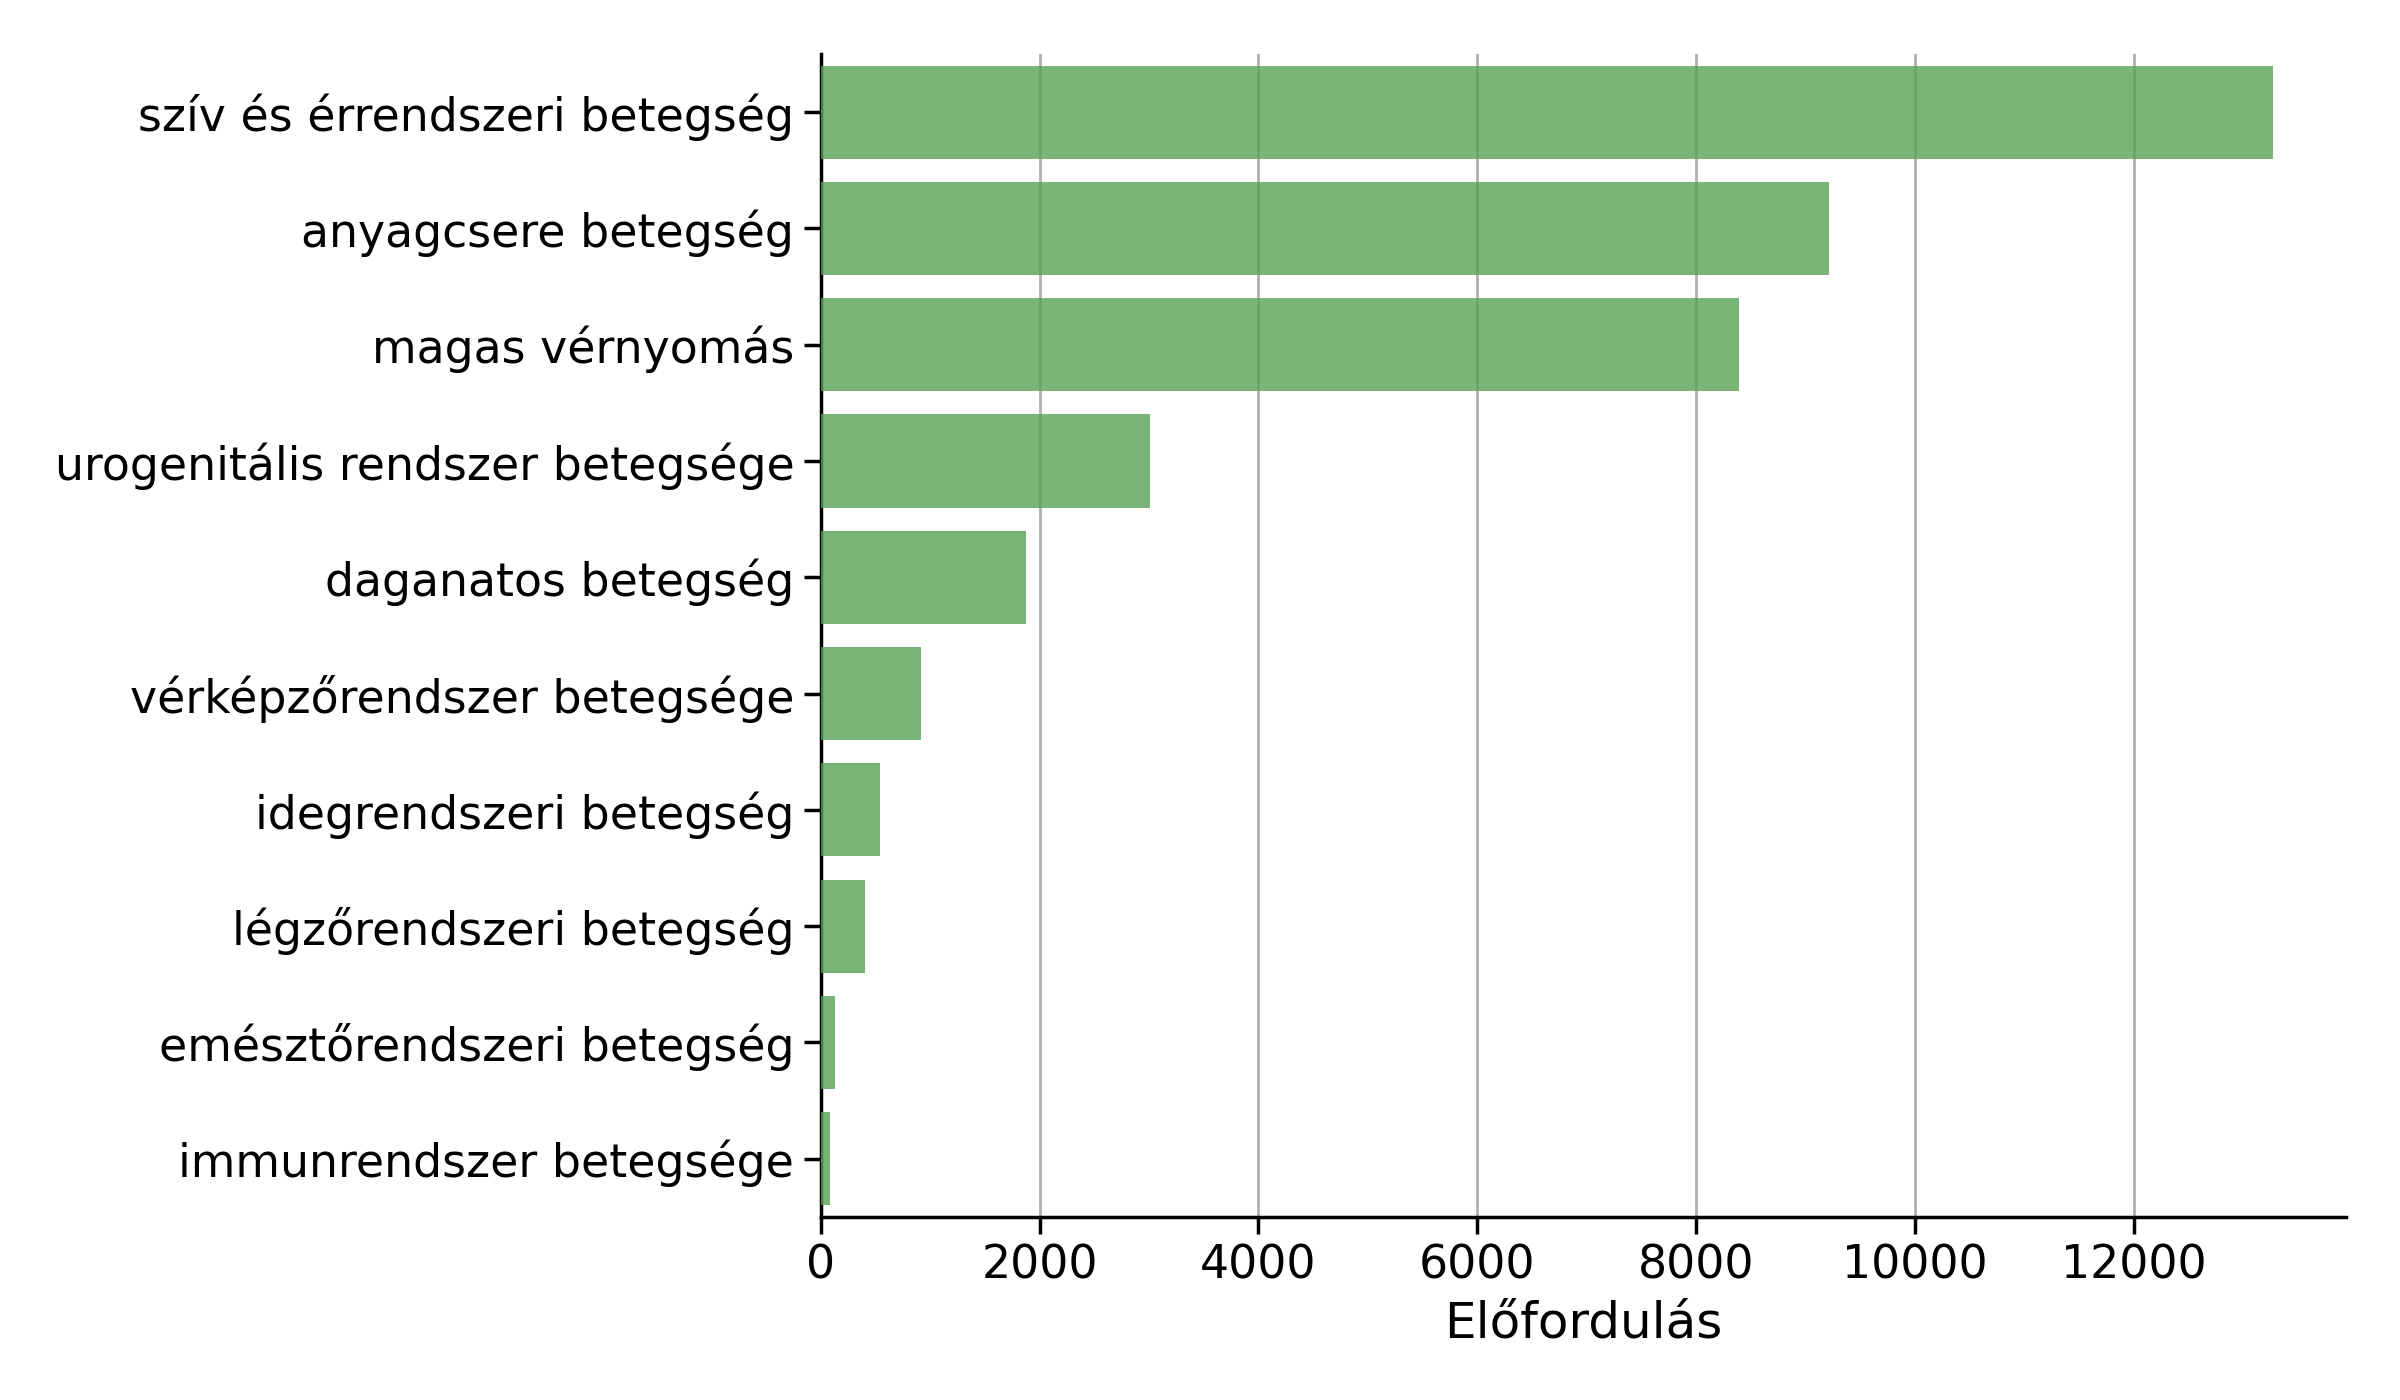 szív és érrendszeri betegség
anyagcsere betegség
magas vérnyomás
urogenitális rendszer betegsége
daganatos betegség
vérképzőrendszer betegsége
idegrendszeri betegség
légzőrendszeri betegség
emésztőrendszeri betegség
immunrendszer betegsége
0 2000 4000 6000 8000 10000 12000
Előfordulás